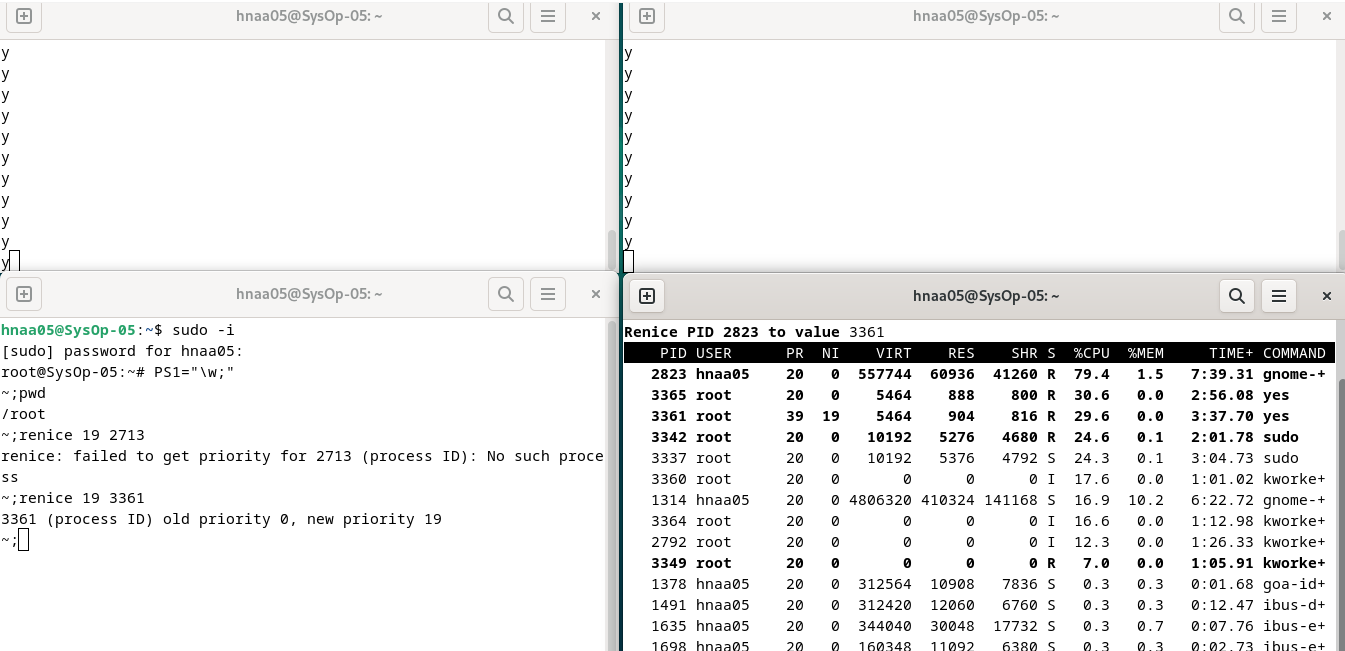 hnaa05@SysOp-05: ~
y
y
y
y
y
y
y
y
y
y
y
hnaa05@SysOp-05: ~
y
y
y
y
y
y
y
y
y
y
hnaa05@SysOp-05: ~
hnaa05@SysOp-05:~$ sudo -i
[sudo] password for hnaa05:
root@SysOp-05:~# PS1="\w;"
~;pwd
/root
~;renice 19 2713
renice: failed to get priority for 2713 (process ID): No such proce
ss
~;renice 19 3361
3361 (process ID) old priority 0, new priority 19
~;
hnaa05@SysOp-05: ~
Renice PID 2823 to value 3361
PID USER PR NI VIRT RES SHR S %CPU %MEM TIME+ COMMAND
2823 hnaa05 20 0 557744 60936 41260 R 79.4 1.5 7:39.31 gnome-+
3365 root 20 0 5464 888 800 R 30.6 0.0 2:56.08 yes
3361 root 39 19 5464 904 816 R 29.6 0.0 3:37.70 yes
3342 root 20 0 10192 5276 4680 R 24.6 0.1 2:01.78 sudo
3337 root 20 0 10192 5376 4792 S 24.3 0.1 3:04.73 sudo
3360 root 20 0 0 0 0 I 17.6 0.0 1:01.02 kworke+
1314 hnaa05 20 0 4806320 410324 141168 S 16.9 10.2 6:22.72 gnome-+
3364 root 20 0 0 0 0 I 16.6 0.0 1:12.98 kworke+
2792 root 20 0 0 0 0 I 12.3 0.0 1:26.33 kworke+
3349 root 20 0 0 0 0 R 7.0 0.0 1:05.91 kworke+
1378 hnaa05 20 0 312564 10908 7836 S 0.3 0.3 0:01.68 goa-id+
1491 hnaa05 20 0 312420 12060 6760 S 0.3 0.3 0:12.47 ibus-d+
1635 hnaa05 20 0 344040 30048 17732 S 0.3 0.7 0:07.76 ibus-e+
1698 hnaa05 20 0 160348 11092 6380 S 0.3 0.3 0:02.73 ibus-e+